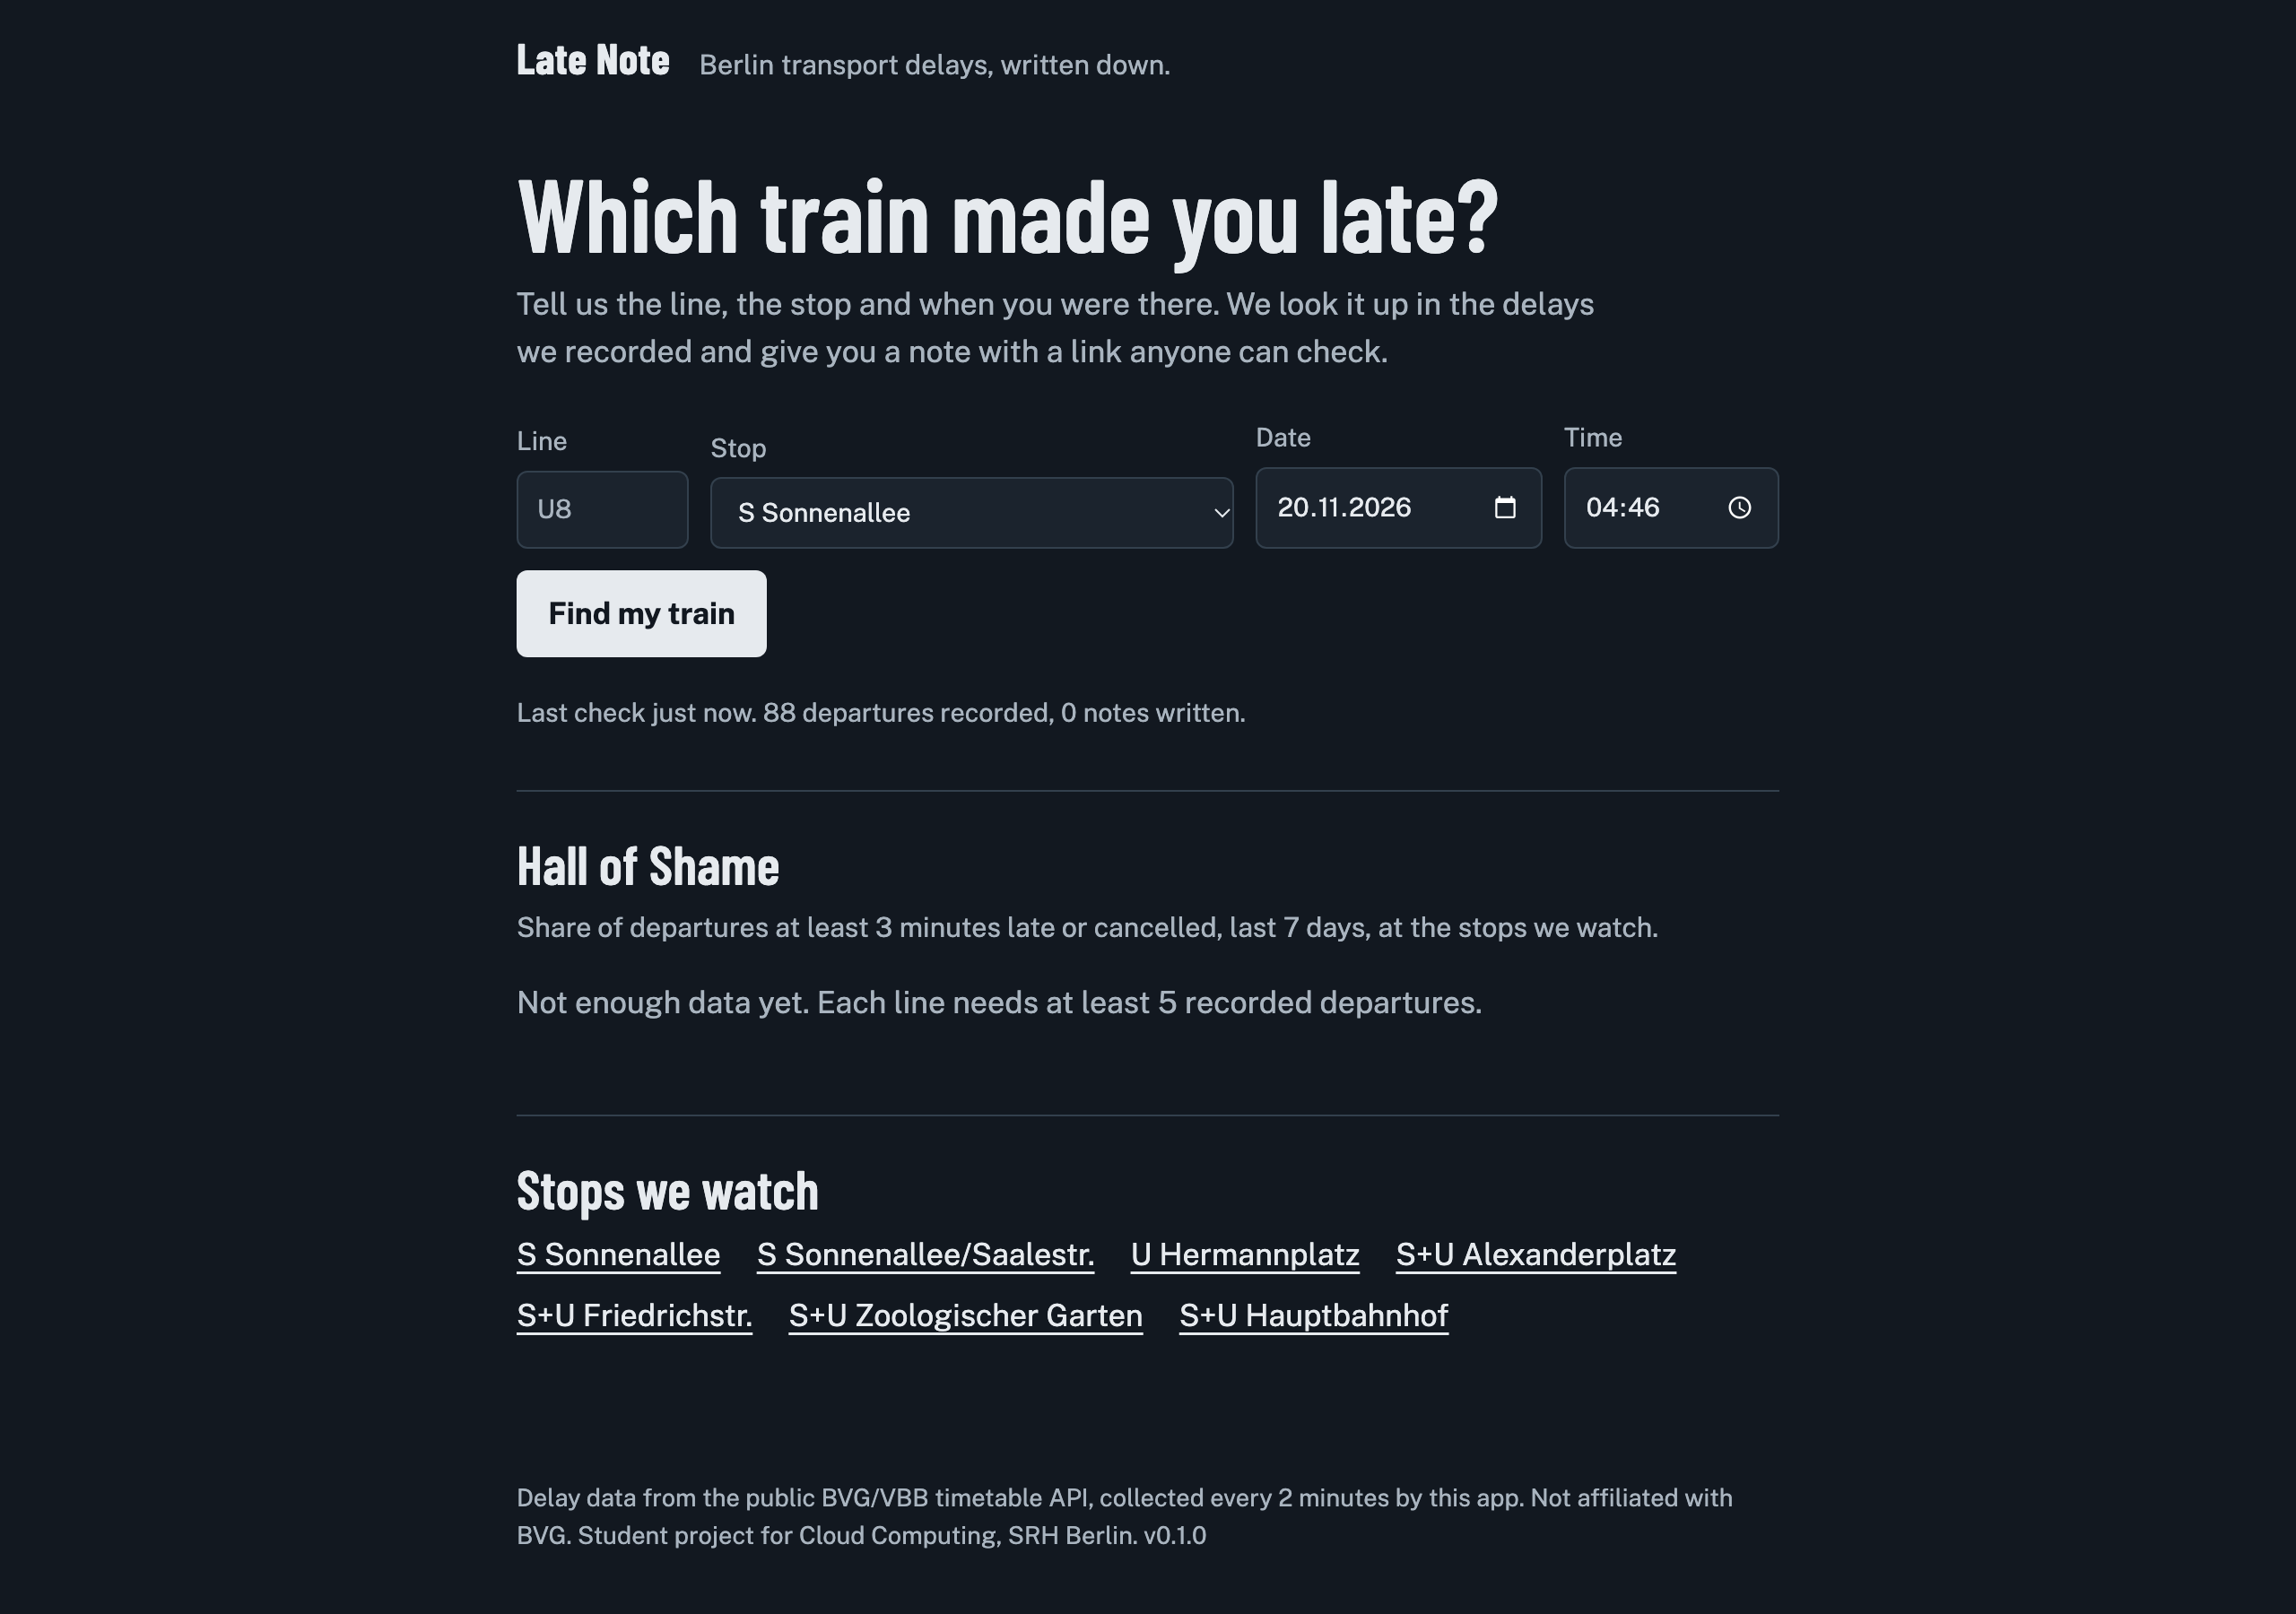 Late Note Berlin transport delays, written down.
Which train made you late?
Tell us the line, the stop and when you were there. We look it up in the delays
we recorded and give you a note with a link anyone can check.
Line Stop Date Time
U8 S Sonnenallee 20.11.2026 04:46
Find my train
Last check just now. 88 departures recorded, 0 notes written.
Hall of Shame
Share of departures at least 3 minutes late or cancelled, last 7 days, at the stops we watch.
Not enough data yet. Each line needs at least 5 recorded departures.
Stops we watch
S Sonnenallee S Sonnenallee/Saalestr. U Hermannplatz S+U Alexanderplatz
S+U Friedrichstr. S+U Zoologischer Garten S+U Hauptbahnhof
Delay data from the public BVG/VBB timetable API, collected every 2 minutes by this app. Not affiliated with
BVG. Student project for Cloud Computing, SRH Berlin. v0.1.0